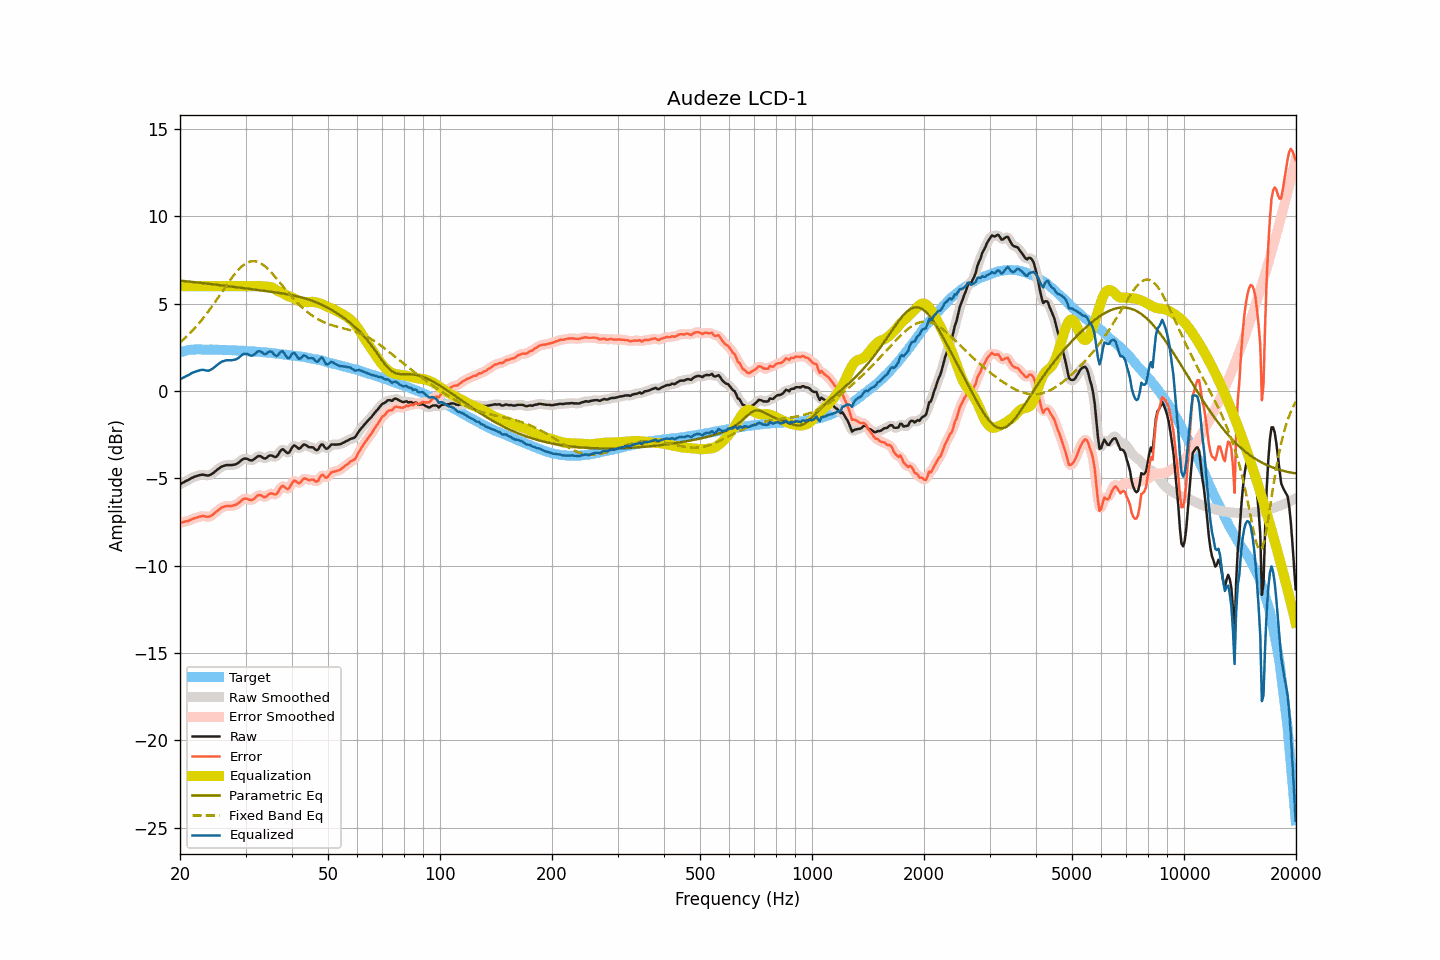 Audeze LCD-1
15
10
5
0
−5
−10
−15
−20
−25
Amplitude (dBr)
Target
Raw Smoothed
Error Smoothed
Raw
Error
Equalization
Parametric Eq
Fixed Band Eq
Equalized
20 50 100 200 500 1000 2000 5000 10000 20000
Frequency (Hz)